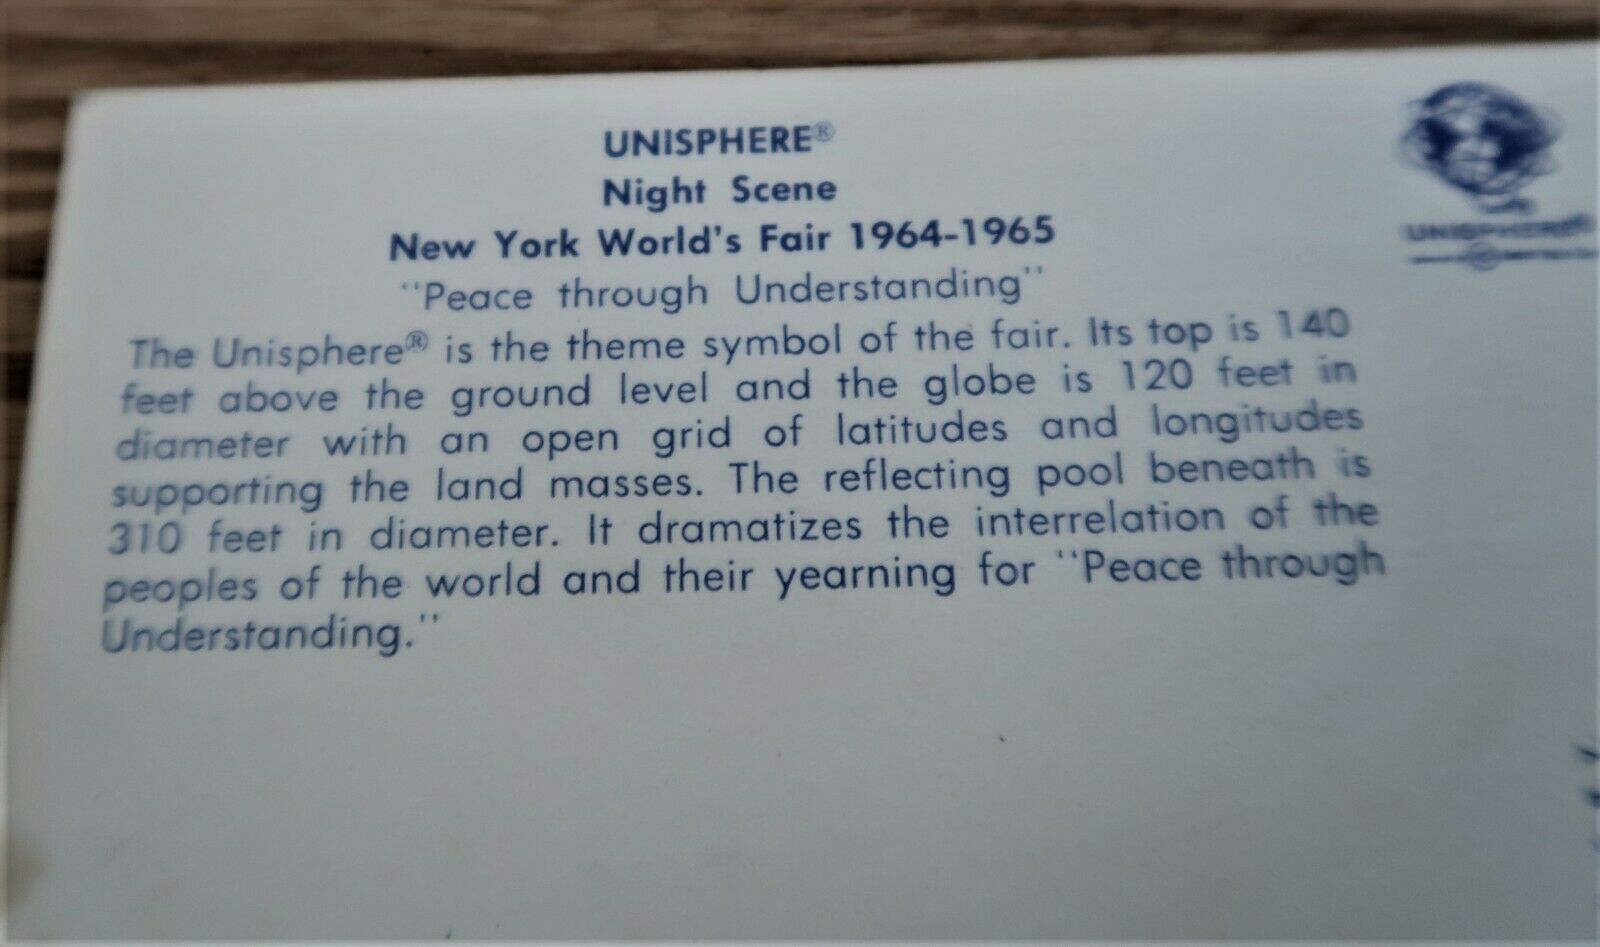 UNISPHERE®
Night Scene
New York World's Fair 1964-1965
"Peace through Understanding"
The Unisphere® is the theme symbol of the fair. Its top is 140
feet above the ground level and the globe is 120 feet in
diameter with an open grid of latitudes and longitudes
supporting the land masses. The reflecting pool beneath is
310 feet in diameter. It dramatizes the interrelation of the
peoples of the world and their yearning for "Peace through
Understanding."
UNISPHERE®